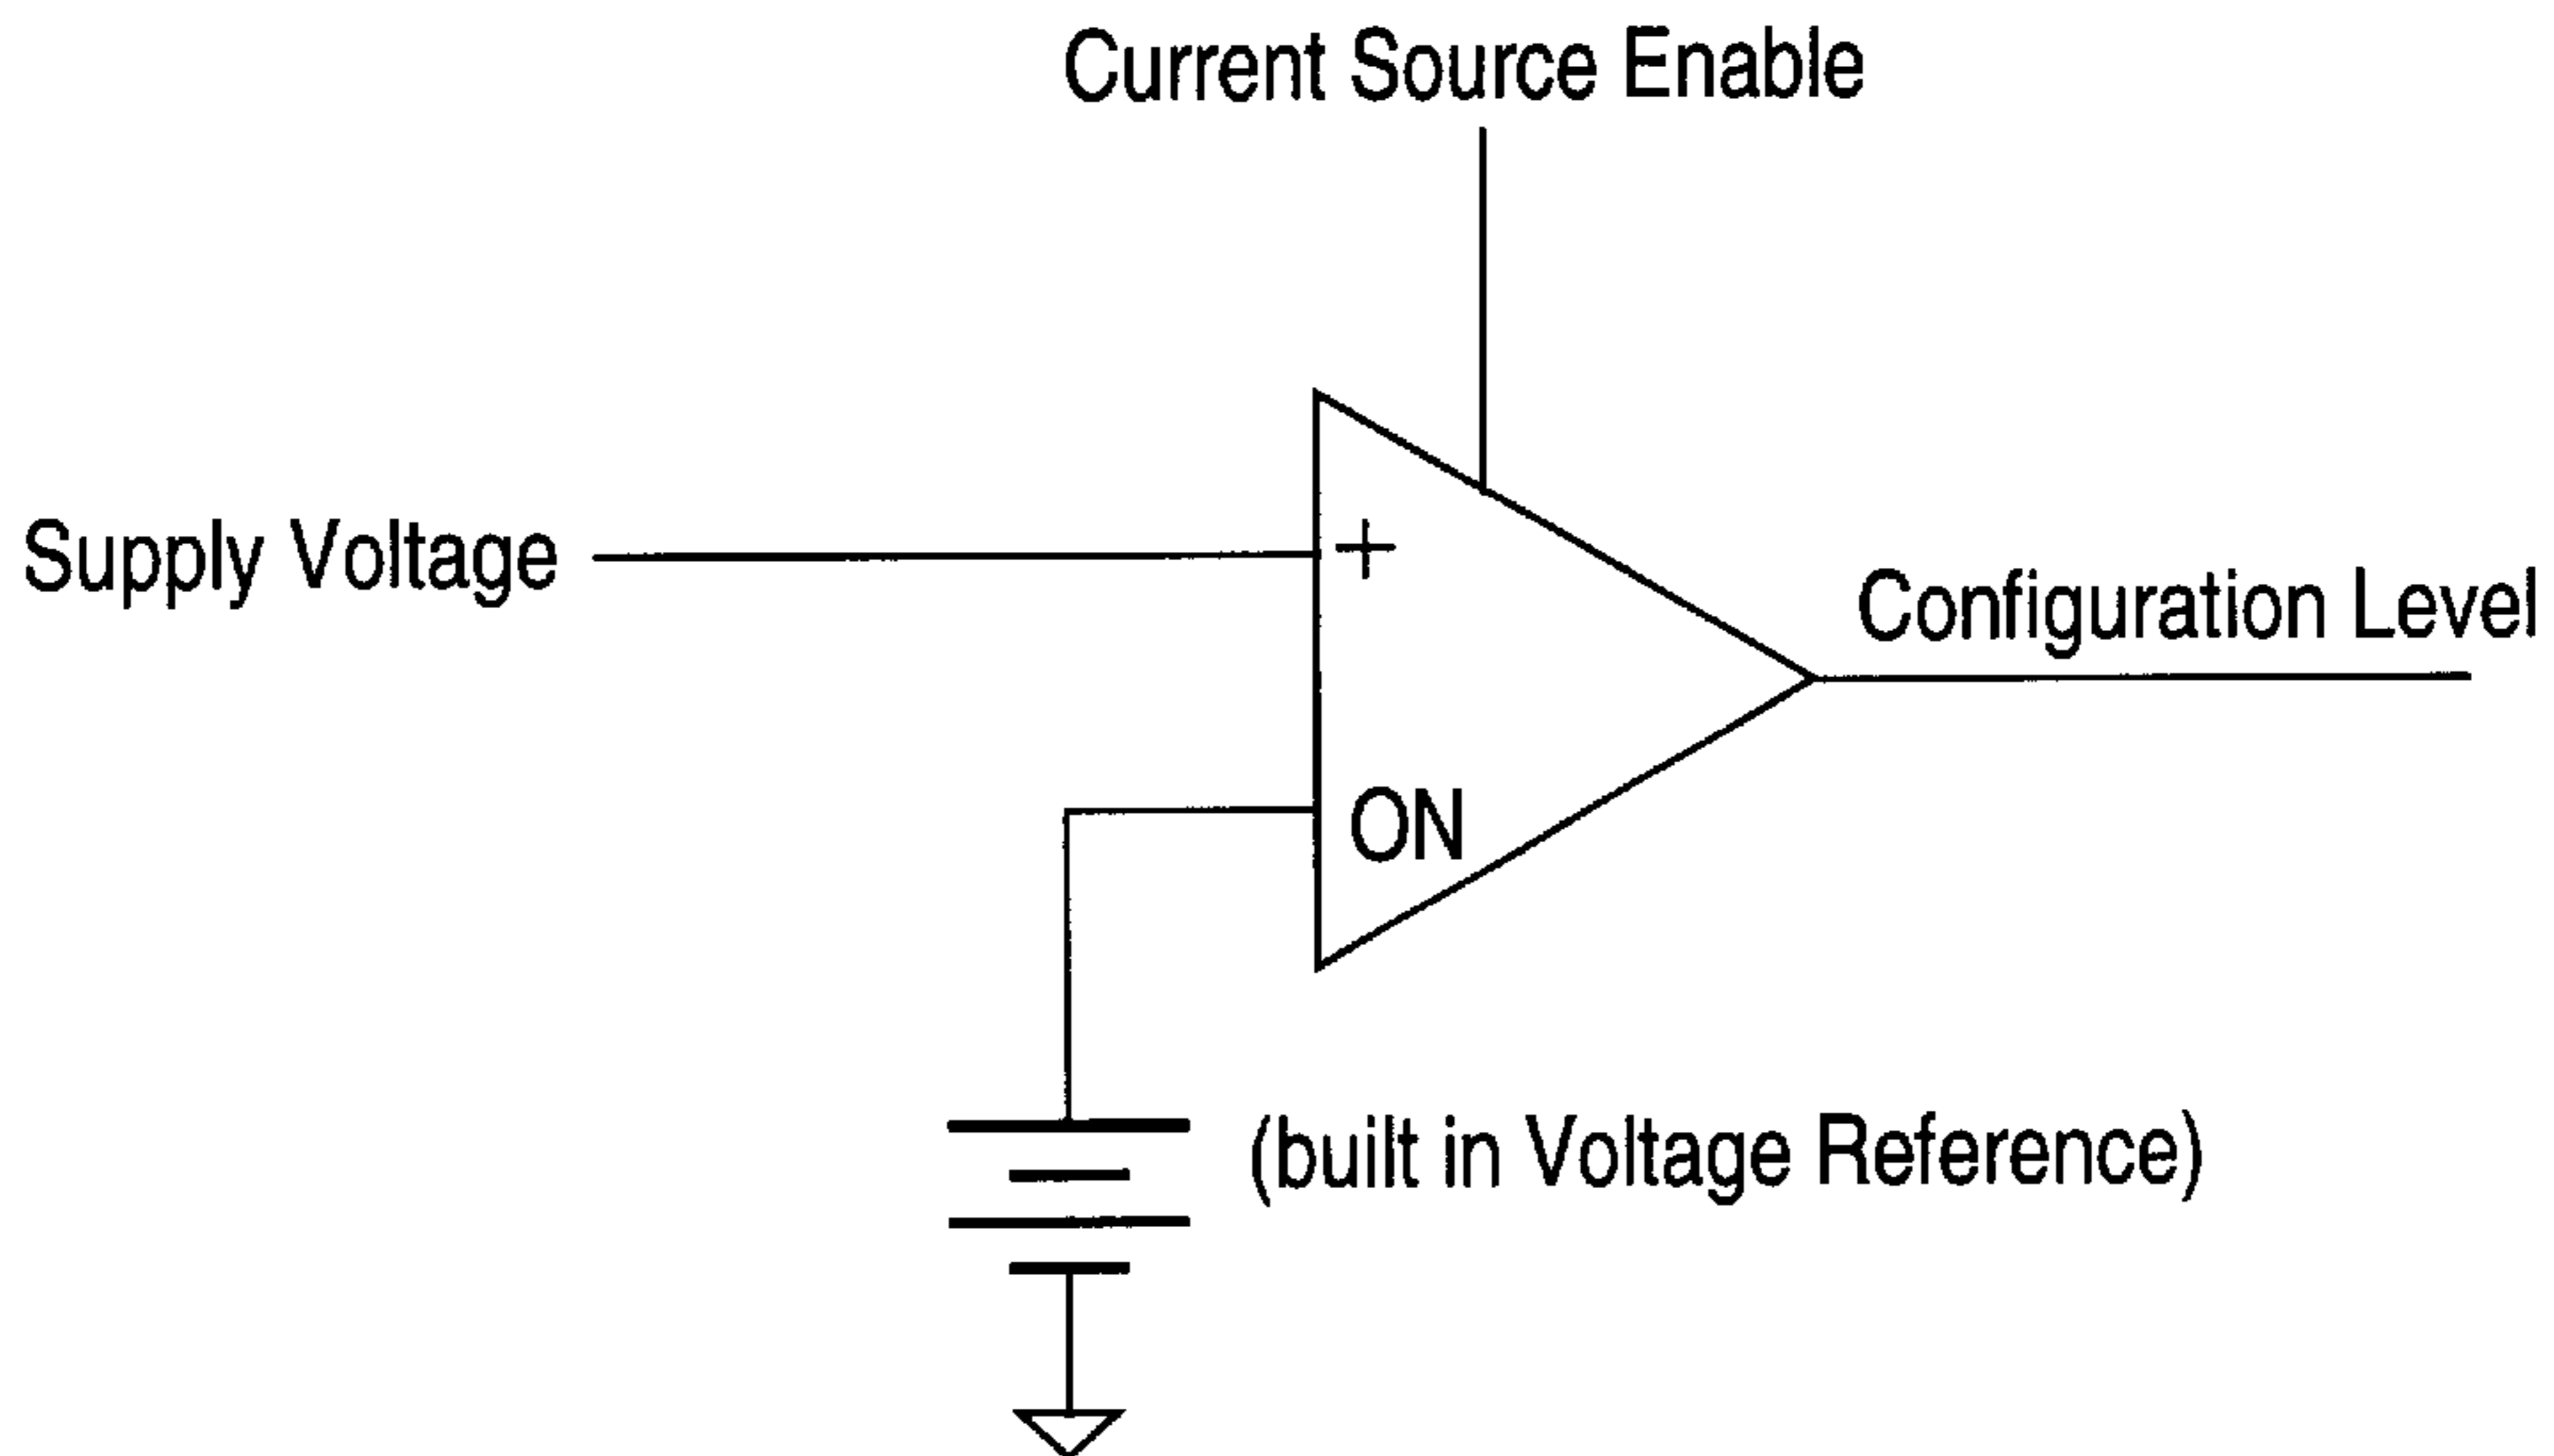 Current Source Enable
Supply Voltage
+
Configuration Level
ON
(built in Voltage Reference)